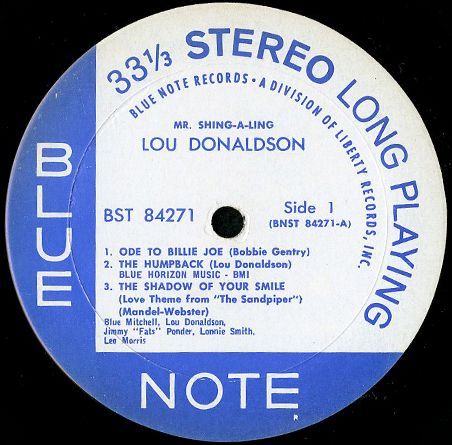 33⅓ STEREO LONG PLAYING
BLUE NOTE RECORDS • A DIVISION OF LIBERTY RECORDS, INC.
MR. SHING-A-LING
LOU DONALDSON
BST 84271
Side 1
(BNST 84271-A)
1. ODE TO BILLIE JOE (Bobbie Gentry)
2. THE HUMPBACK (Lou Donaldson)
BLUE HORIZON MUSIC - BMI
3. THE SHADOW OF YOUR SMILE
(Love Theme from "The Sandpiper")
(Mandel-Webster)
Blue Mitchell, Lou Donaldson,
Jimmy "Fats" Ponder, Lonnie Smith,
Leo Morris
BLUE
NOTE
R